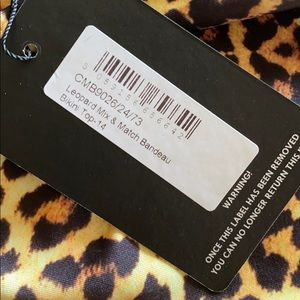 CMB9026/24/73
Leopard Mix & Match Bandeau
Bikini Top-14
WARNING!
ONCE THIS LABEL HAS BEEN REMOVED
YOU CAN NO LONGER RETURN THIS